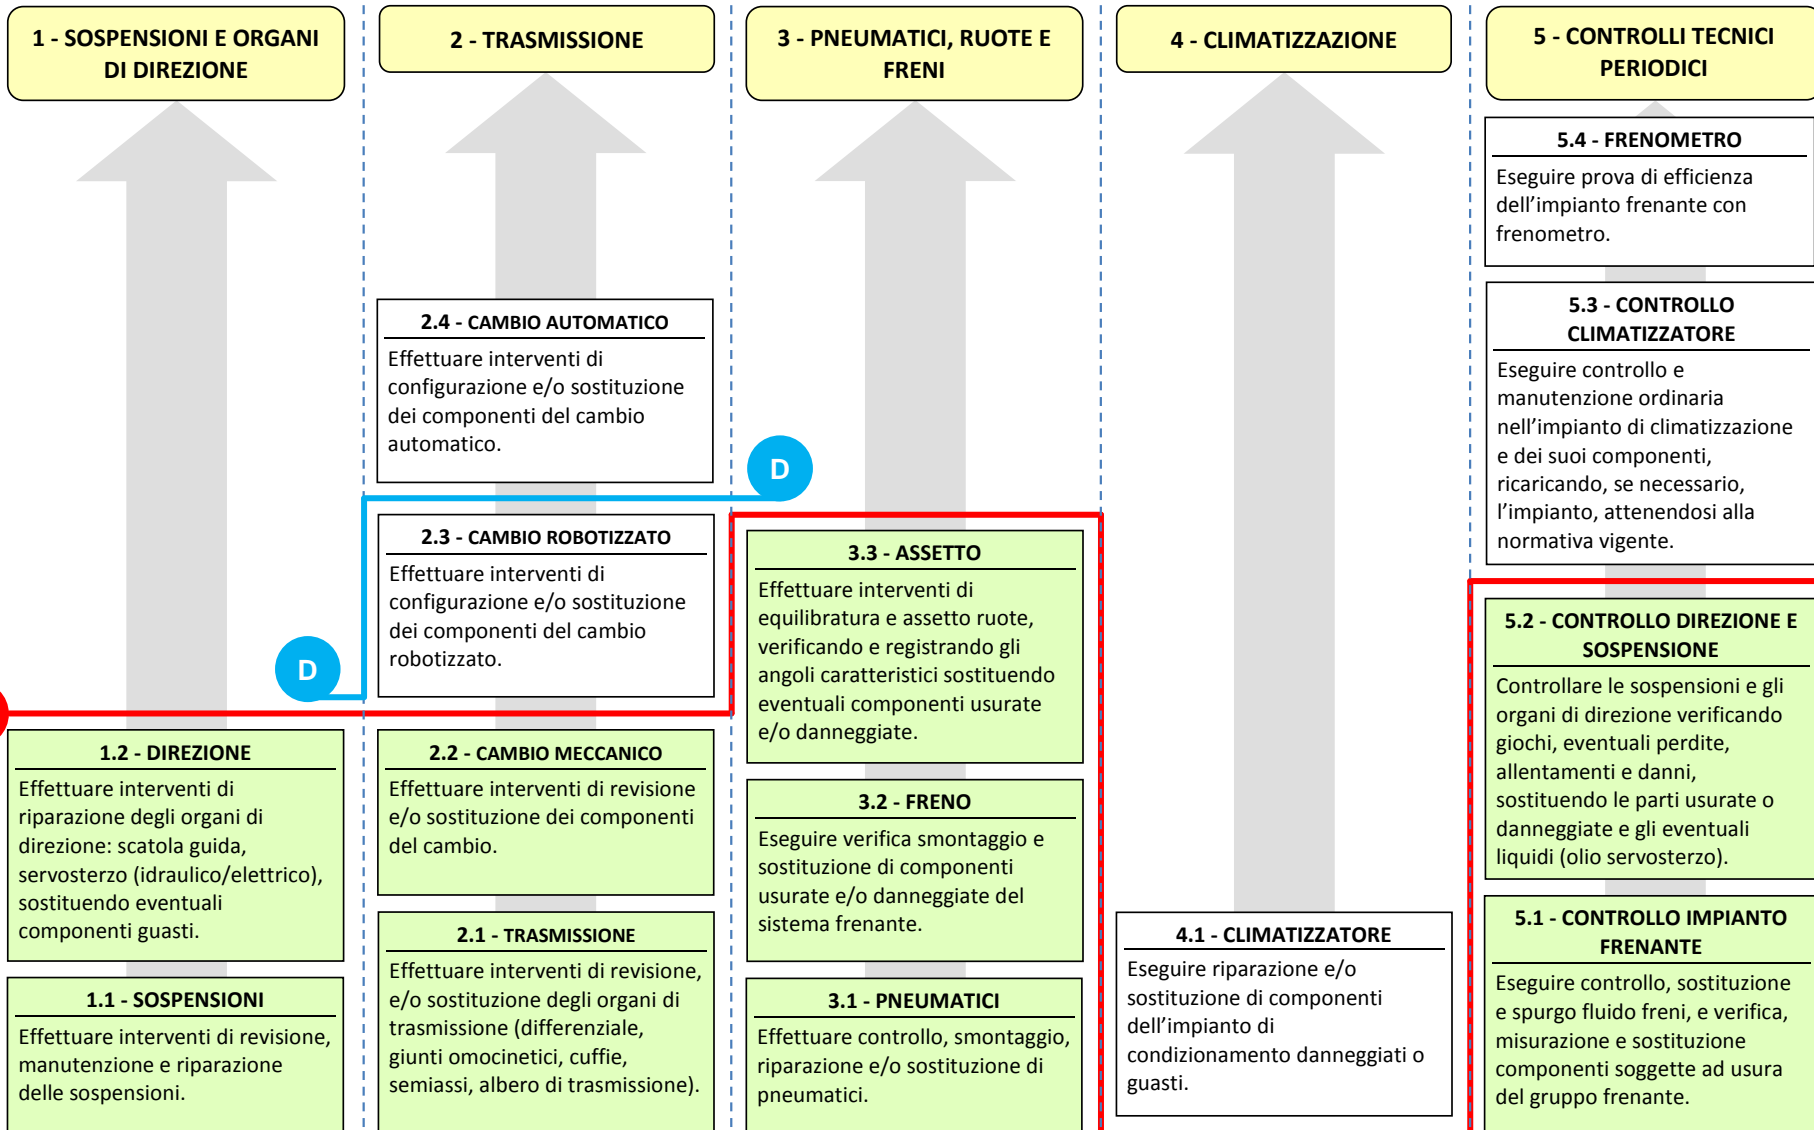 1 - SOSPENSIONI E ORGANI
DI DIREZIONE
2 - TRASMISSIONE
3 - PNEUMATICI, RUOTE E
FRENI
4 - CLIMATIZZAZIONE
5 - CONTROLLI TECNICI
PERIODICI
1.2 - DIREZIONE
Effettuare interventi di
riparazione degli organi di
direzione: scatola guida,
servosterzo (idraulico/elettrico),
sostituendo eventuali
componenti guasti.
1.1 - SOSPENSIONI
Effettuare interventi di revisione,
manutenzione e riparazione
delle sospensioni.
D
2.4 - CAMBIO AUTOMATICO
Effettuare interventi di
configurazione e/o sostituzione
dei componenti del cambio
automatico.
2.3 - CAMBIO ROBOTIZZATO
Effettuare interventi di
configurazione e/o sostituzione
dei componenti del cambio
robotizzato.
2.2 - CAMBIO MECCANICO
Effettuare interventi di revisione
e/o sostituzione dei componenti
del cambio.
2.1 - TRASMISSIONE
Effettuare interventi di revisione,
e/o sostituzione degli organi di
trasmissione (differenziale,
giunti omocinetici, cuffie,
semiassi, albero di trasmissione).
D
3.3 - ASSETTO
Effettuare interventi di
equilibratura e assetto ruote,
verificando e registrando gli
angoli caratteristici sostituendo
eventuali componenti usurate
e/o danneggiate.
3.2 - FRENO
Eseguire verifica smontaggio e
sostituzione di componenti
usurate e/o danneggiate del
sistema frenante.
3.1 - PNEUMATICI
Effettuare controllo, smontaggio,
riparazione e/o sostituzione di
pneumatici.
4.1 - CLIMATIZZATORE
Eseguire riparazione e/o
sostituzione di componenti
dell'impianto di
condizionamento danneggiati o
guasti.
5.4 - FRENOMETRO
Eseguire prova di efficienza
dell'impianto frenante con
frenometro.
5.3 - CONTROLLO
CLIMATIZZATORE
Eseguire controllo e
manutenzione ordinaria
nell'impianto di climatizzazione
e dei suoi componenti,
ricaricando, se necessario,
l'impianto, attenendosi alla
normativa vigente.
5.2 - CONTROLLO DIREZIONE E
SOSPENSIONE
Controllare le sospensioni e gli
organi di direzione verificando
giochi, eventuali perdite,
allentamenti e danni,
sostituendo le parti usurate o
danneggiate e gli eventuali
liquidi (olio servosterzo).
5.1 - CONTROLLO IMPIANTO
FRENANTE
Eseguire controllo, sostituzione
e spurgo fluido freni, e verifica,
misurazione e sostituzione
componenti soggette ad usura
del gruppo frenante.